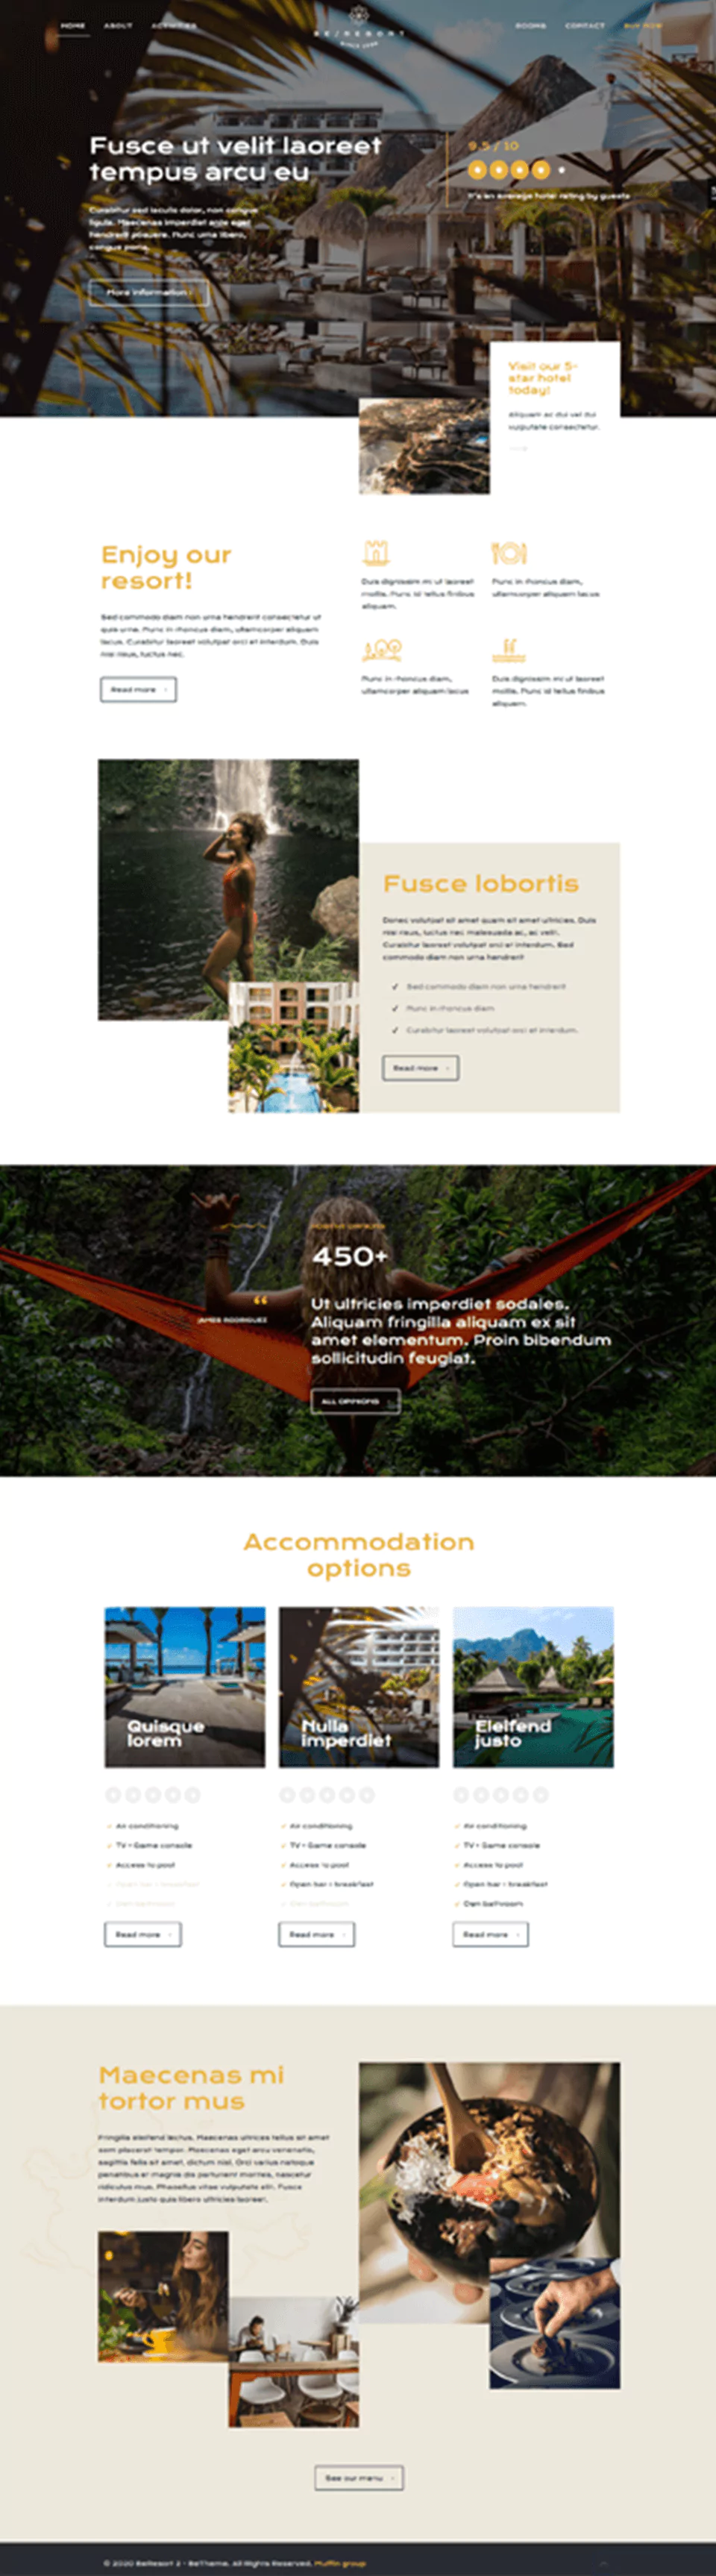 HOME ABOUT ACTIVITIES
BE / RESORT
SINCE
ROOMS CONTACT BUY NOW
Fusce ut velit laoreet
tempus arcu eu
Curabitur sed iaculis dolor, non congue
ligula. Maecenas imperdiet ante eget
hendrerit posuere. Nunc urna libero,
congue porta.
More information ›
9.5 / 10
It's an average hotel rating by guests
Visit our 5-
star hotel
today!
Aliquam ac dui vel dui
vulputate consectetur.
Enjoy our
resort!
Sed commodo diam non urna hendrerit consectetur ut
quis urna. Nunc in rhoncus diam, ullamcorper aliquam
lacus. Curabitur laoreet volutpat orci et interdum. Duis
nisi risus, luctus nec.
Read more ›
Duis dignissim mi ut laoreet
mollis. Nunc id tellus finibus
aliquam.
Nunc in rhoncus diam,
ullamcorper aliquam lacus
Nunc in rhoncus diam,
ullamcorper aliquam lacus
Duis dignissim mi ut laoreet
mollis. Nunc id tellus finibus
aliquam.
Fusce lobortis
Donec volutpat sit amet quam sit amet ultricies. Duis
nisi risus, luctus nec malesuada ac, ac velit.
Curabitur laoreet volutpat orci et interdum. Sed
commodo diam non urna hendrerit
✓ Sed commodo diam non urna hendrerit
✓ Nunc in rhoncus diam
✓ Curabitur laoreet volutpat orci et interdum.
Read more ›
450+
“
JAMES RODRIGUEZ
Ut ultricies imperdiet sodales.
Aliquam fringilla aliquam ex sit
amet elementum. Proin bibendum
sollicitudin feugiat.
ALL OPINIONS
Accommodation
options
Quisque
lorem
✓ Air conditioning
✓ TV + Game console
✓ Access to pool
✓ Open bar + breakfast
✓ Own bathroom
Read more ›
Nulla
imperdiet
✓ Air conditioning
✓ TV + Game console
✓ Access to pool
✓ Open bar + breakfast
✓ Own bathroom
Read more ›
Eleifend
justo
✓ Air conditioning
✓ TV + Game console
✓ Access to pool
✓ Open bar + breakfast
✓ Own bathroom
Read more ›
Maecenas mi
tortor mus
Fringilla eleifend lectus. Maecenas ultrices tellus sit amet
sem placerat tempor. Maecenas eget arcu venenatis,
sagittis felis sit amet, dictum nisl. Orci varius natoque
penatibus et magnis dis parturient montes, nascetur
ridiculus mus. Phasellus vitae vulputate elit. Fusce
interdum justo quis libero ultricies laoreet.
See our menu ›
© 2020 BeResort 2 - BeTheme. All Rights Reserved. Muffin group